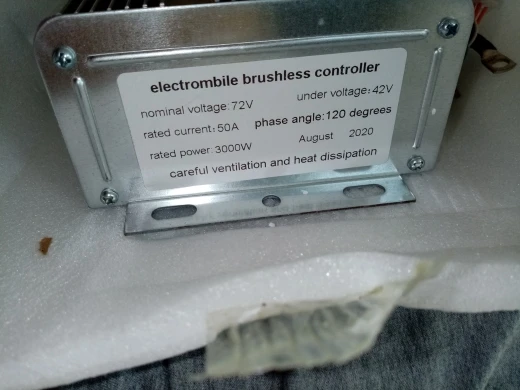 electrombile brushless controller
nominal voltage:72V under voltage:42V
rated current:50A phase angle:120 degrees
rated power:3000W August 2020
careful ventilation and heat dissipation